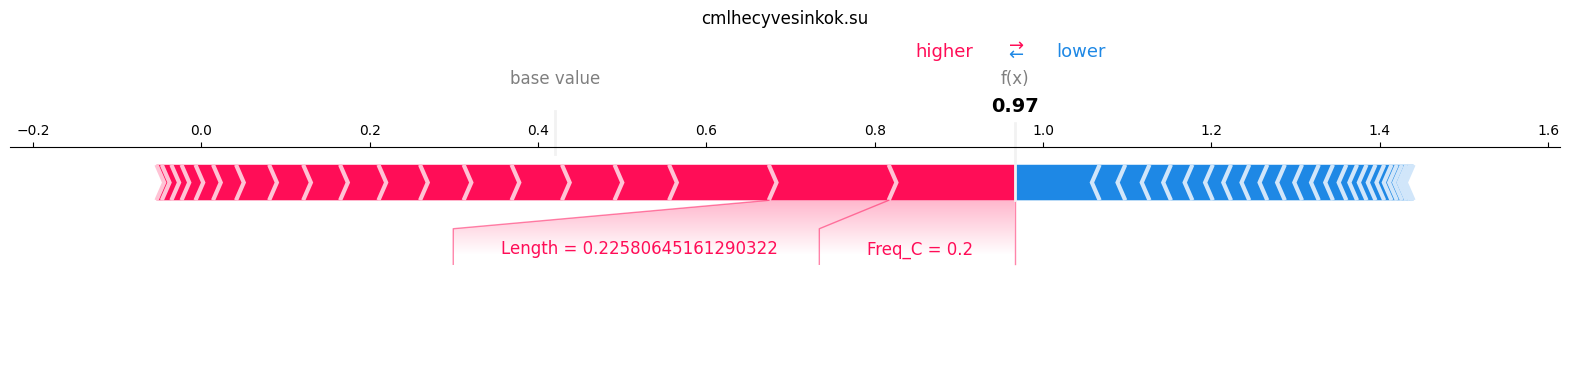 cmlhecyvesinkok.su
higher ⇄ lower
base value f(x)
0.97
−0.2 0.0 0.2 0.4 0.6 0.8 1.0 1.2 1.4 1.6
Length = 0.22580645161290322 Freq_C = 0.2